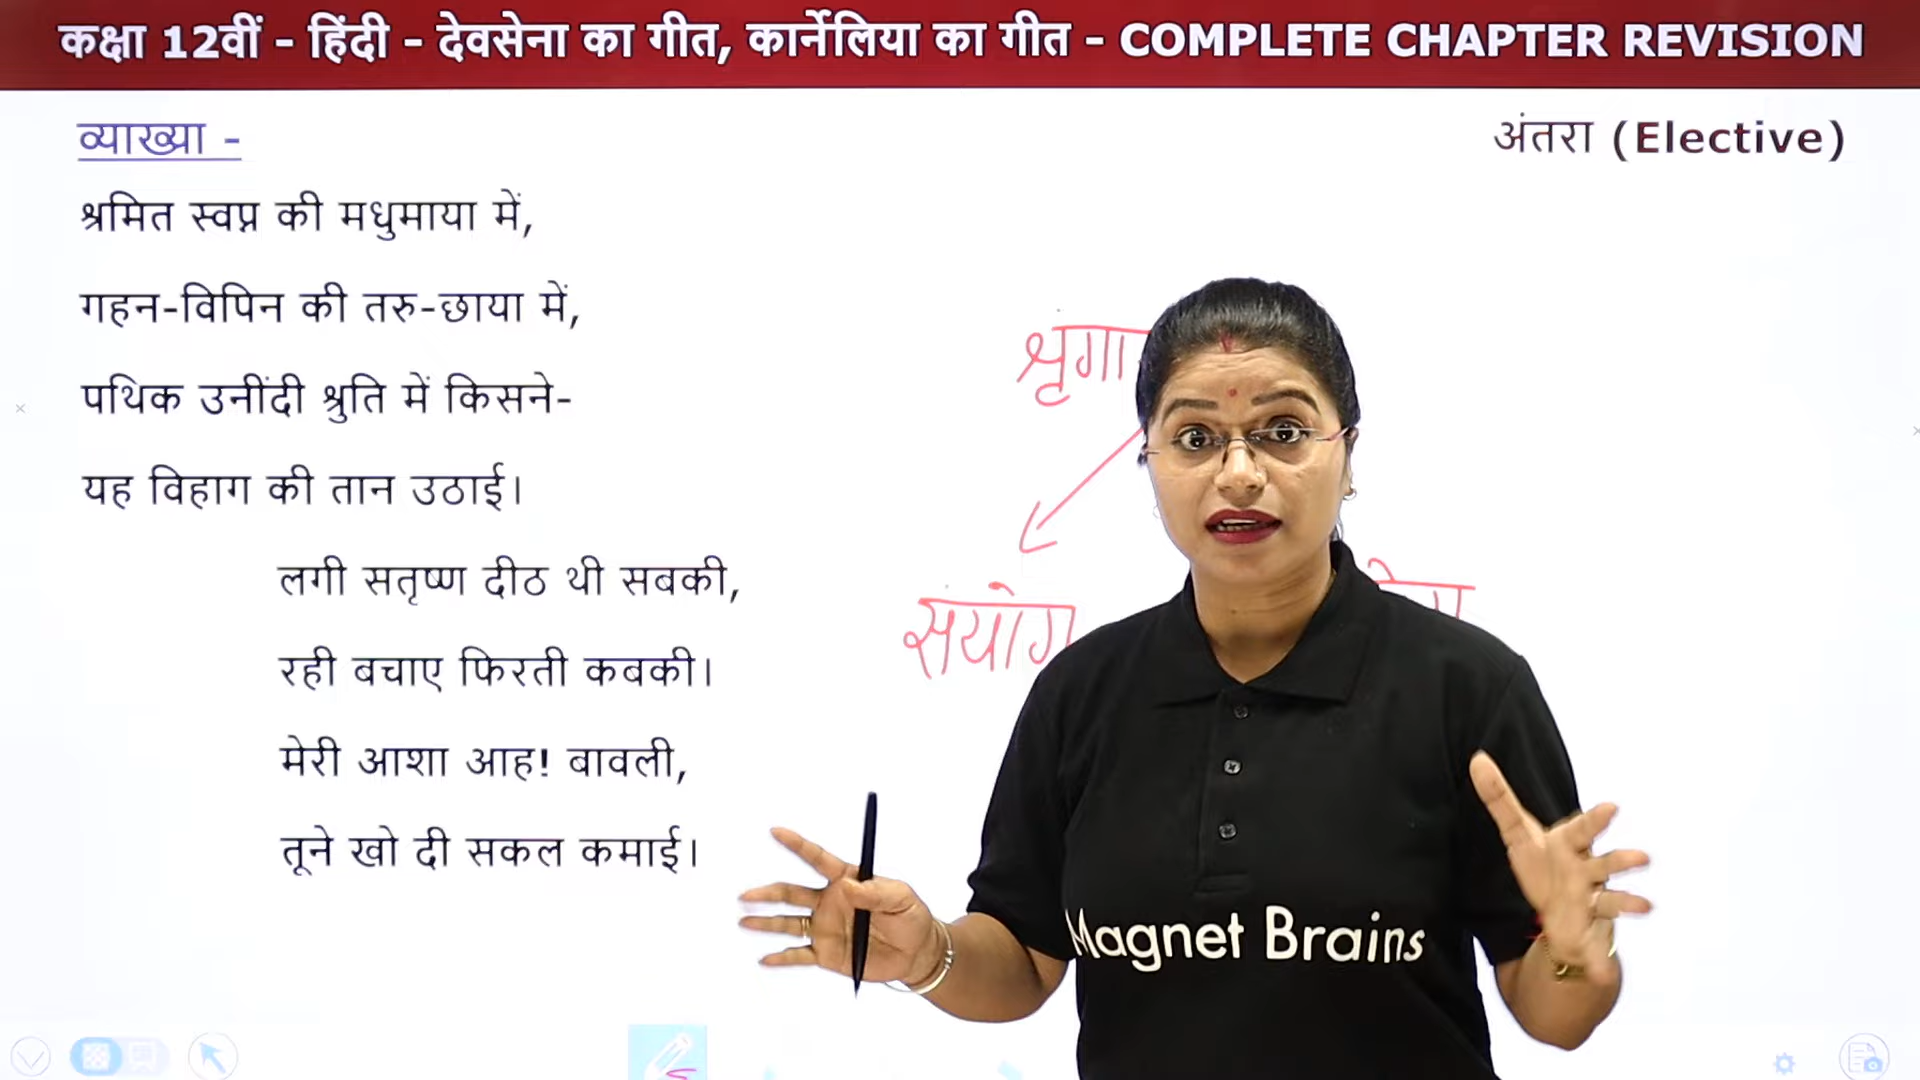 कक्षा 12वीं - हिंदी - देवसेना का गीत, कार्नेलिया का गीत - COMPLETE CHAPTER REVISION
व्याख्या -
अंतरा (Elective)
श्रमित स्वप्न की मधुमाया में,
गहन-विपिन की तरु-छाया में,
पथिक उनींदी श्रुति में किसने-
यह विहाग की तान उठाई।
लगी सतृष्ण दीठ थी सबकी,
रही बचाए फिरती कबकी।
मेरी आशा आह! बावली,
तूने खो दी सकल कमाई।
शृगा
संयोग
Magnet Brains